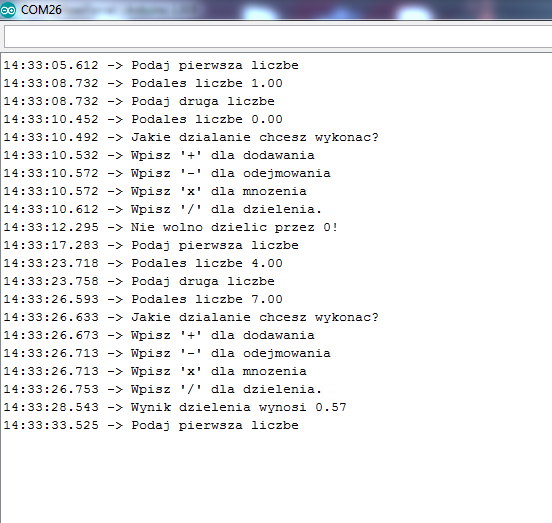 COM26
14:33:05.612 -> Podaj pierwsza liczbe
14:33:08.732 -> Podales liczbe 1.00
14:33:08.732 -> Podaj druga liczbe
14:33:10.452 -> Podales liczbe 0.00
14:33:10.492 -> Jakie dzialanie chcesz wykonac?
14:33:10.532 -> Wpisz '+' dla dodawania
14:33:10.572 -> Wpisz '-' dla odejmowania
14:33:10.572 -> Wpisz 'x' dla mnozenia
14:33:10.612 -> Wpisz '/' dla dzielenia.
14:33:12.295 -> Nie wolno dzielic przez 0!
14:33:17.283 -> Podaj pierwsza liczbe
14:33:23.718 -> Podales liczbe 4.00
14:33:23.758 -> Podaj druga liczbe
14:33:26.593 -> Podales liczbe 7.00
14:33:26.633 -> Jakie dzialanie chcesz wykonac?
14:33:26.673 -> Wpisz '+' dla dodawania
14:33:26.713 -> Wpisz '-' dla odejmowania
14:33:26.713 -> Wpisz 'x' dla mnozenia
14:33:26.753 -> Wpisz '/' dla dzielenia.
14:33:28.543 -> Wynik dzielenia wynosi 0.57
14:33:33.525 -> Podaj pierwsza liczbe